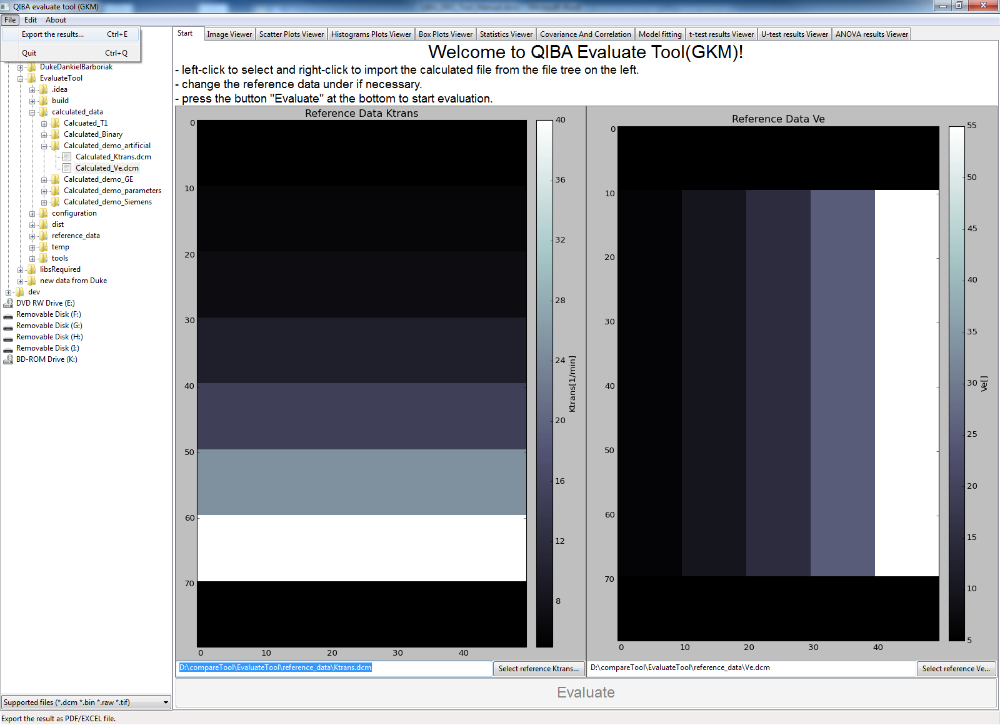 QIBA evaluate tool (GKM)
File Edit About
Export the results... Ctrl+E
Quit Ctrl+Q
DukeDankielBarboriak
EvaluateTool
.idea
build
calculated_data
Calcuated_T1
Calculated_Binary
Calculated_demo_artificial
Calculated_Ktrans.dcm
Calculated_Ve.dcm
Calculated_demo_GE
Calculated_demo_parameters
Calculated_demo_Siemens
configuration
dist
reference_data
temp
tools
libsRequired
new data from Duke
dev
DVD RW Drive (E:)
Removable Disk (F:)
Removable Disk (G:)
Removable Disk (H:)
Removable Disk (I:)
BD-ROM Drive (K:)
Supported files (*.dcm *.bin *.raw *.tif)
Start Image Viewer Scatter Plots Viewer Histograms Plots Viewer Box Plots Viewer Statistics Viewer Covariance And Correlation Model fitting t-test results Viewer U-test results Viewer ANOVA results Viewer
Welcome to QIBA Evaluate Tool(GKM)!
- left-click to select and right-click to import the calculated file from the file tree on the left.
- change the reference data under if necessary.
- press the button "Evaluate" at the bottom to start evaluation.
Reference Data Ktrans
0
10
20
30
40
50
60
70
0 10 20 30 40
40
36
32
28
24
20
16
12
8
Ktrans[1/min]
D:\compareTool\EvaluateTool\reference_data\Ktrans.dcm
Select reference Ktrans...
Reference Data Ve
0
10
20
30
40
50
60
70
0 10 20 30 40
55
50
45
40
35
30
25
20
15
10
5
Ve[]
D:\compareTool\EvaluateTool\reference_data\Ve.dcm
Select reference Ve...
Evaluate
Export the result as PDF/EXCEL file.